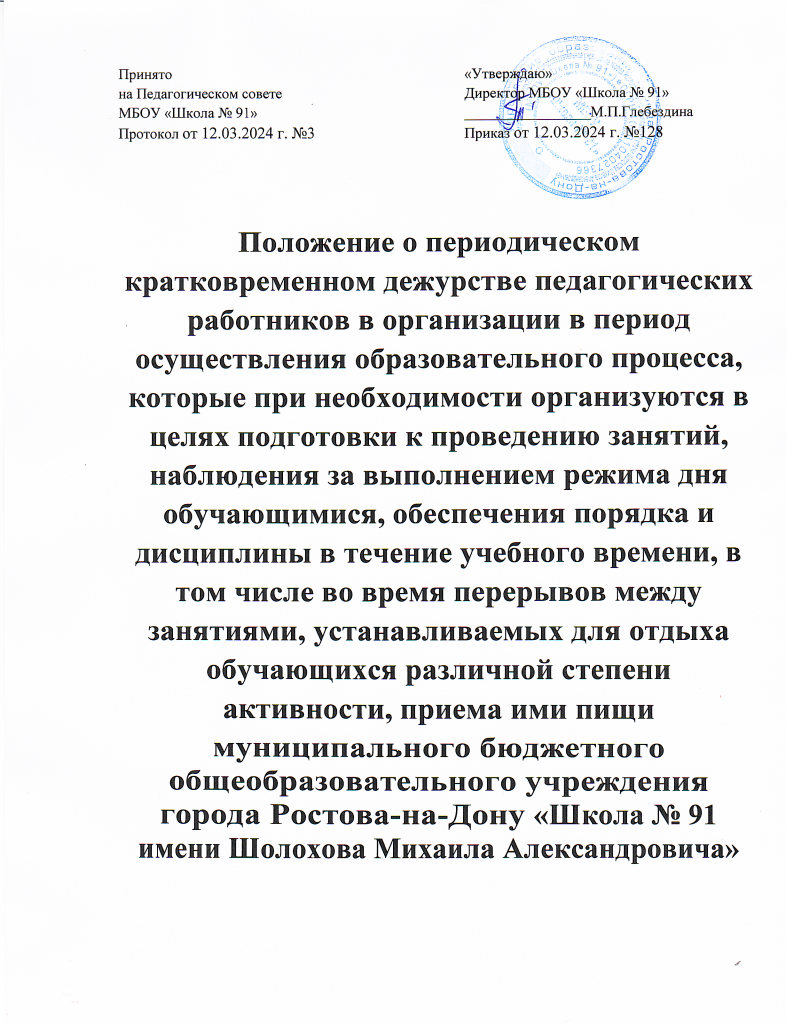 Принято
на Педагогическом совете
МБОУ «Школа № 91»
Протокол от 12.03.2024 г. №3
«Утверждаю»
Директор МБОУ «Школа № 91»
________________М.П.Глебездина
Приказ от 12.03.2024 г. №128
Положение о периодическом
кратковременном дежурстве педагогических
работников в организации в период
осуществления образовательного процесса,
которые при необходимости организуются в
целях подготовки к проведению занятий,
наблюдения за выполнением режима дня
обучающимися, обеспечения порядка и
дисциплины в течение учебного времени, в
том числе во время перерывов между
занятиями, устанавливаемых для отдыха
обучающихся различной степени
активности, приема ими пищи
муниципального бюджетного
общеобразовательного учреждения
города Ростова-на-Дону «Школа № 91
имени Шолохова Михаила Александровича»